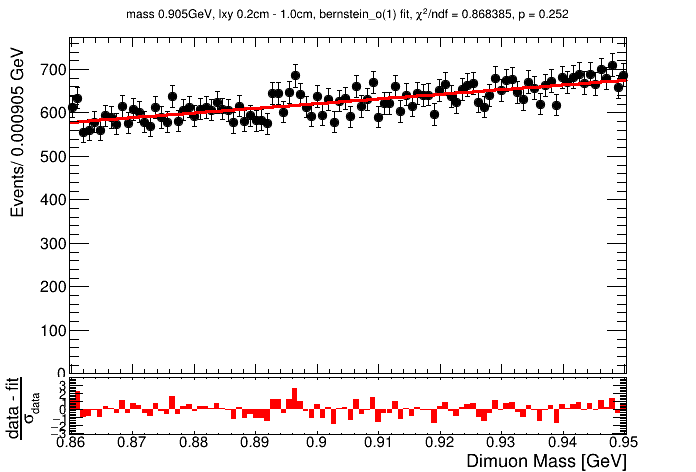 mass 0.905GeV, lxy 0.2cm - 1.0cm, bernstein_o(1) fit, χ²/ndf = 0.868385, p = 0.252
Events/ 0.000905 GeV
700
600
500
400
300
200
100
0
data - fit
σdata
3
2
1
0
−1
−2
−3
0.86 0.87 0.88 0.89 0.9 0.91 0.92 0.93 0.94 0.95
Dimuon Mass [GeV]